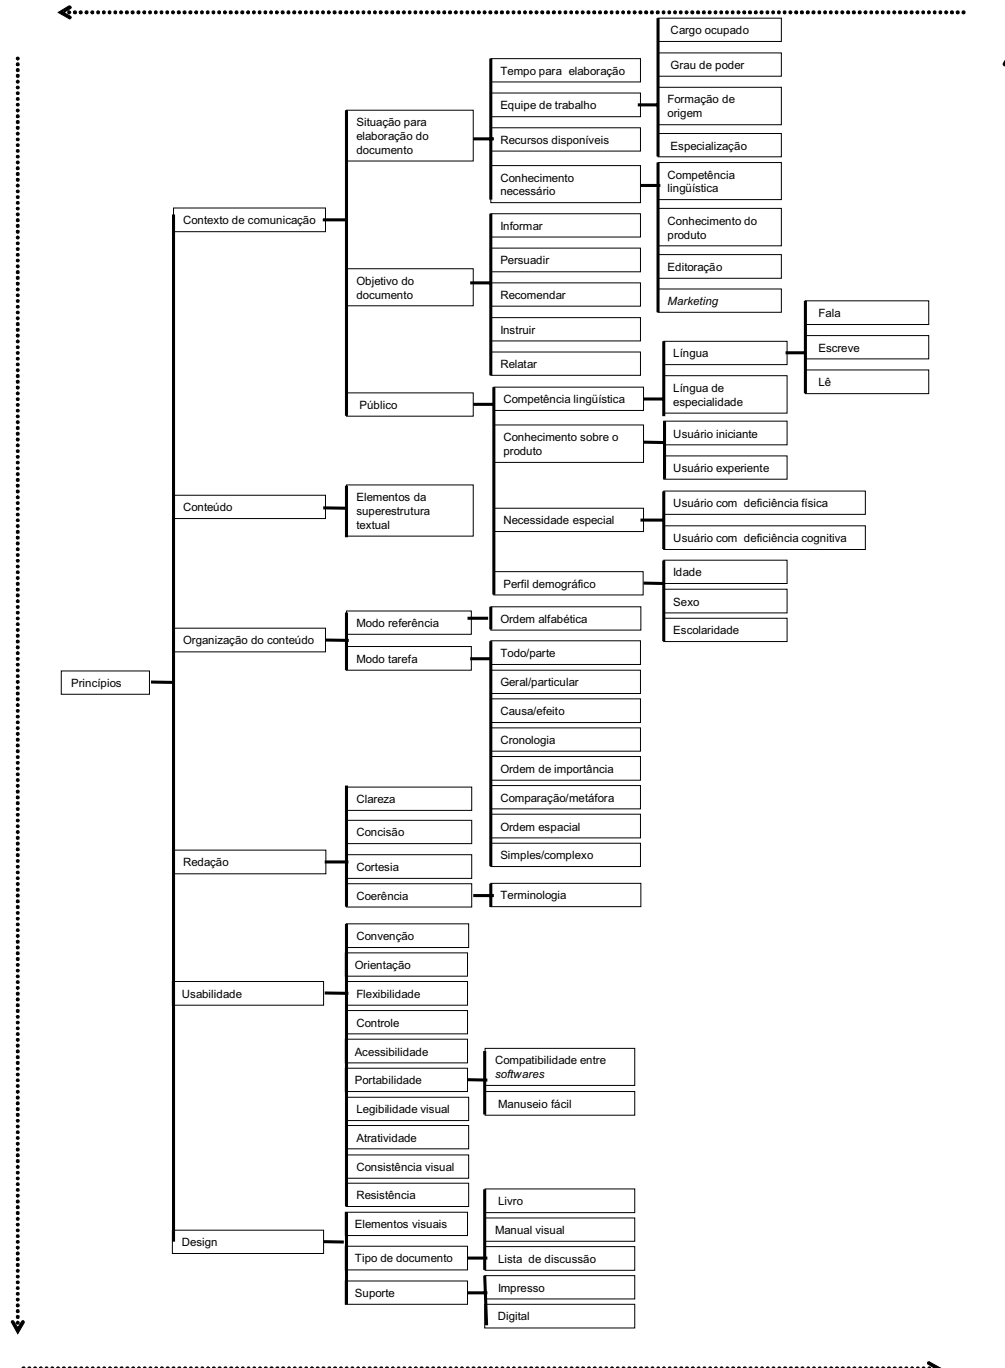 Princípios
Contexto de comunicação
Situação para
elaboração do
documento
Tempo para elaboração
Equipe de trabalho
Cargo ocupado
Grau de poder
Formação de
origem
Especialização
Recursos disponíveis
Conhecimento
necessário
Competência
lingüística
Conhecimento do
produto
Editoração
Marketing
Objetivo do
documento
Informar
Persuadir
Recomendar
Instruir
Relatar
Público
Competência lingüística
Língua
Fala
Escreve
Lê
Língua de
especialidade
Conhecimento sobre o
produto
Usuário iniciante
Usuário experiente
Necessidade especial
Usuário com deficiência física
Usuário com deficiência cognitiva
Perfil demográfico
Idade
Sexo
Escolaridade
Conteúdo
Elementos da
superestrutura
textual
Organização do conteúdo
Modo referência
Ordem alfabética
Modo tarefa
Todo/parte
Geral/particular
Causa/efeito
Cronologia
Ordem de importância
Comparação/metáfora
Ordem espacial
Simples/complexo
Redação
Clareza
Concisão
Cortesia
Coerência
Terminologia
Usabilidade
Convenção
Orientação
Flexibilidade
Controle
Acessibilidade
Portabilidade
Compatibilidade entre
softwares
Manuseio fácil
Legibilidade visual
Atratividade
Consistência visual
Resistência
Design
Elementos visuais
Tipo de documento
Livro
Manual visual
Lista de discussão
Suporte
Impresso
Digital